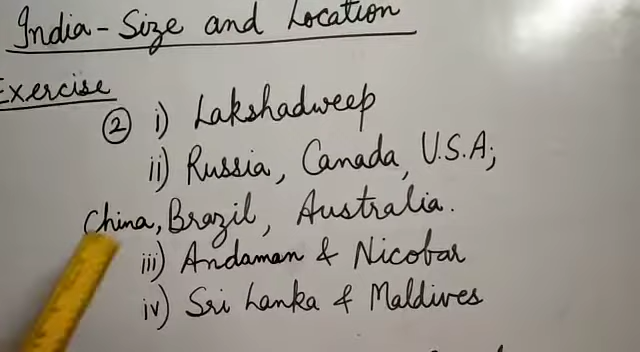 India - Size and Location
Exercise
② i) Lakshadweep
ii) Russia, Canada, U.S.A;
China, Brazil, Australia.
iii) Andaman & Nicobar
iv) Sri Lanka & Maldives